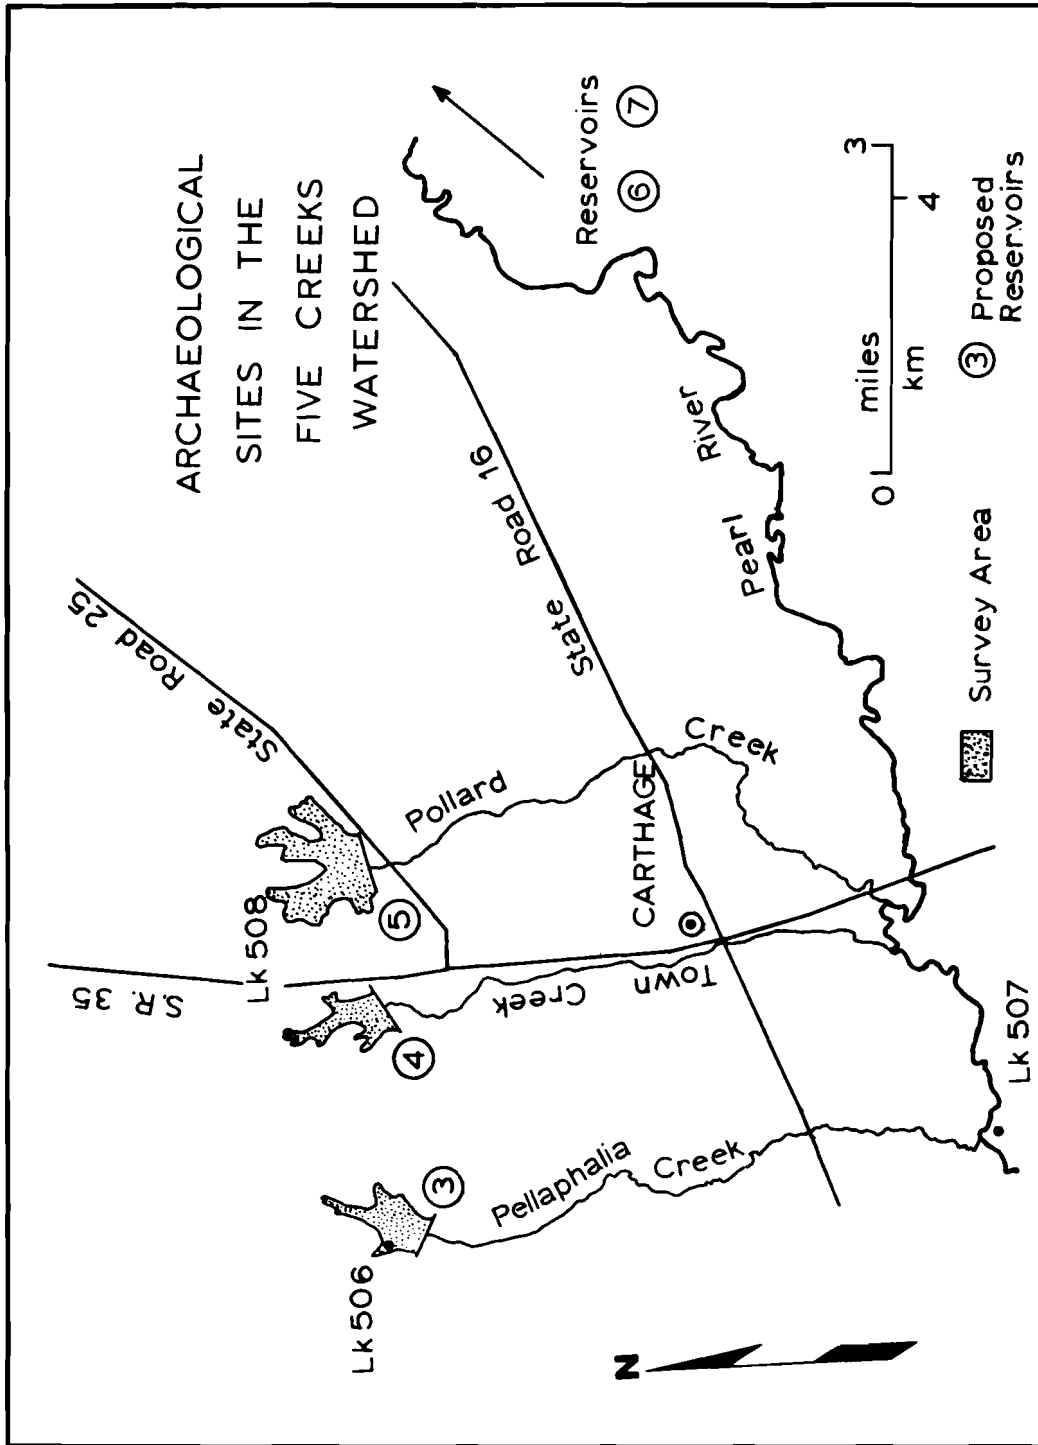 ARCHAEOLOGICAL
SITES IN THE
FIVE CREEKS
WATERSHED
S.R. 35
State Road 25
Lk 508
Lk 506
3
4
5
Pollard
Creek
State Road 16
Reservoirs
6 7
Pellaphalia
Creek
Town
Creek
CARTHAGE
Pearl River
N
Lk 507
Survey Area
0 miles 3
km 4
3 Proposed
Reservoirs